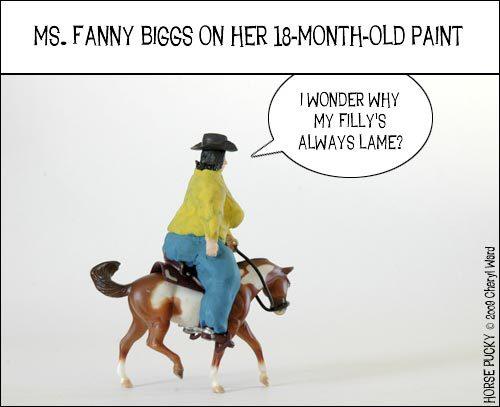 MS. FANNY BIGGS ON HER 18-MONTH-OLD PAINT
I WONDER WHY
MY FILLY'S
ALWAYS LAME?
HORSE PUCKY © 2009 Cheryl Ward